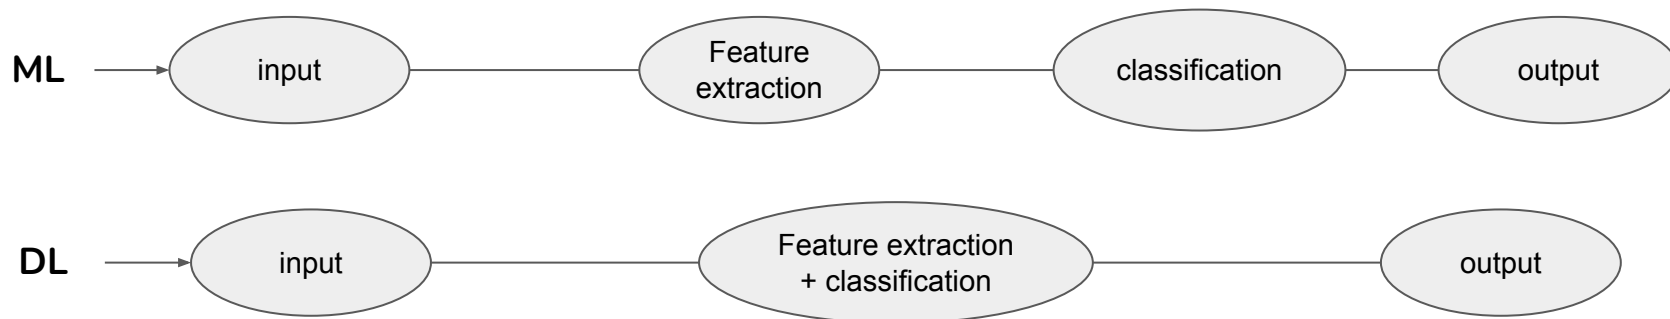 ML
input
Feature
extraction
classification
output
DL
input
Feature extraction
+ classification
output